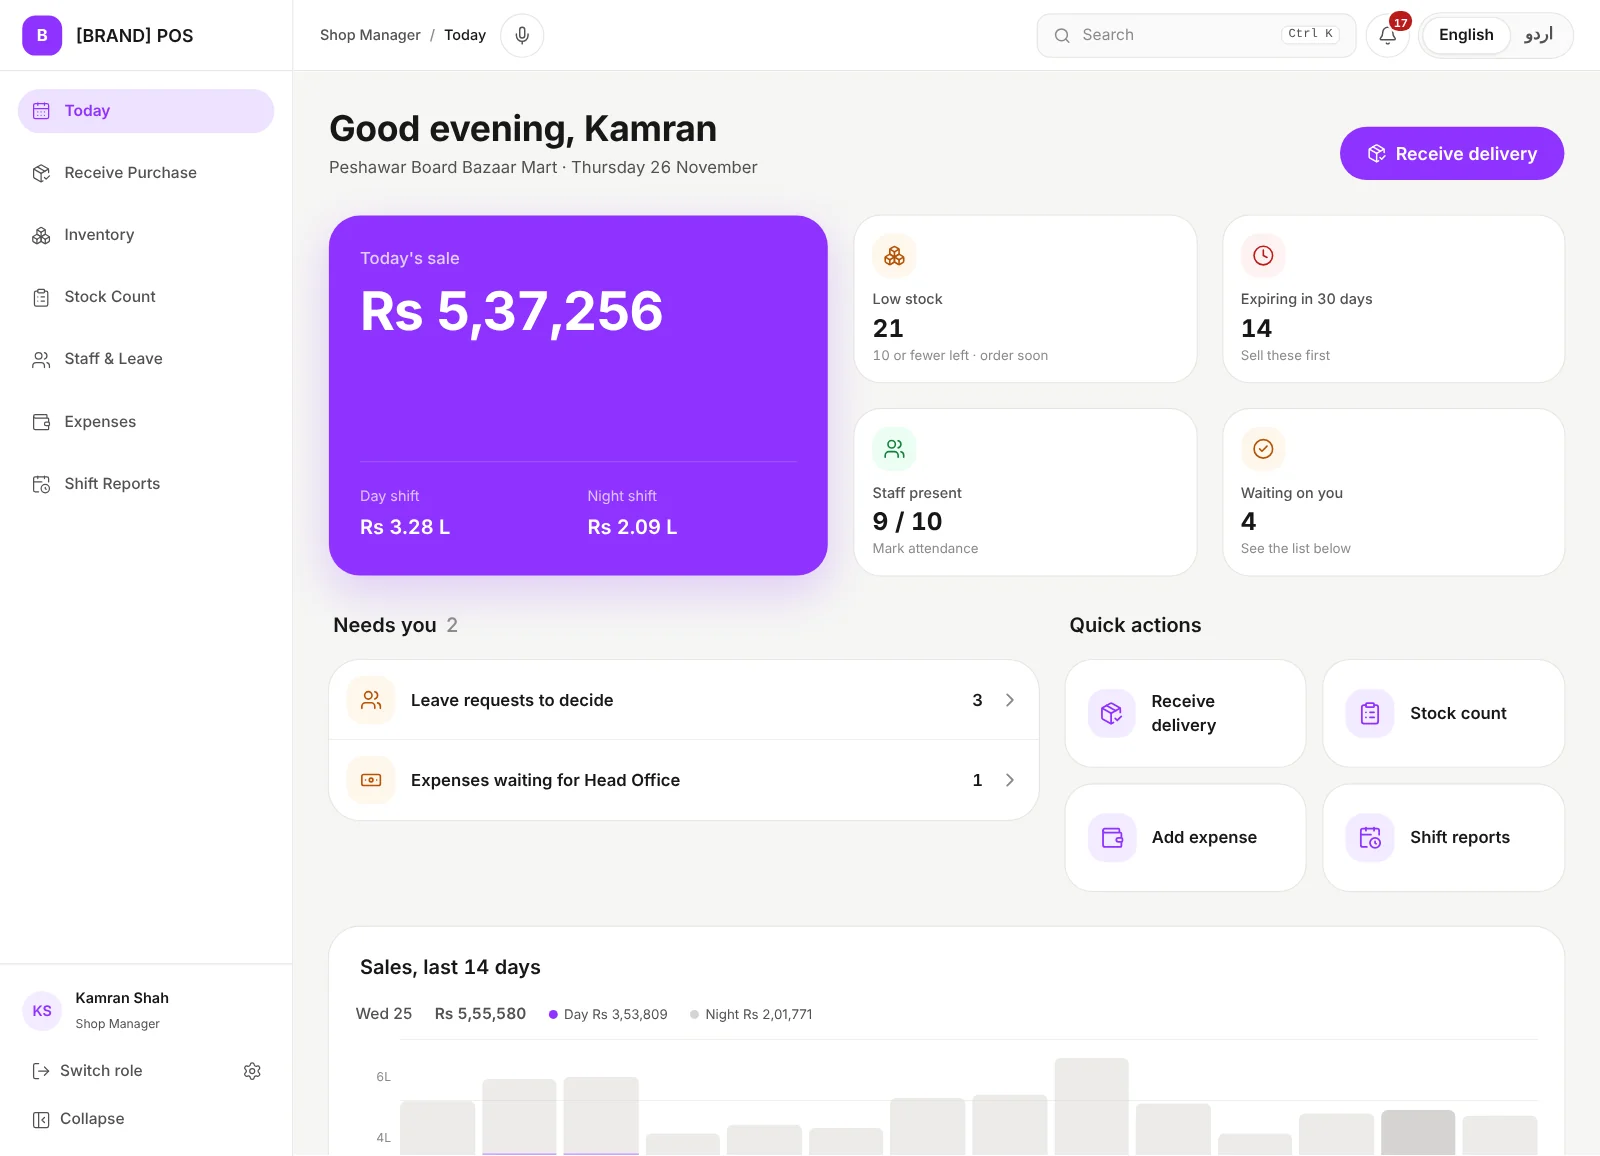 B [BRAND] POS
Shop Manager / Today
Search Ctrl K
17
English اردو
Today
Receive Purchase
Inventory
Stock Count
Staff & Leave
Expenses
Shift Reports
Good evening, Kamran
Peshawar Board Bazaar Mart · Thursday 26 November
Receive delivery
Today's sale
Rs 5,37,256
Day shift
Rs 3.28 L
Night shift
Rs 2.09 L
Low stock
21
10 or fewer left · order soon
Expiring in 30 days
14
Sell these first
Staff present
9 / 10
Mark attendance
Waiting on you
4
See the list below
Needs you 2
Leave requests to decide 3
Expenses waiting for Head Office 1
Quick actions
Receive
delivery
Stock count
Add expense
Shift reports
Sales, last 14 days
Wed 25 Rs 5,55,580 Day Rs 3,53,809 Night Rs 2,01,771
6L
4L
KS
Kamran Shah
Shop Manager
Switch role
Collapse